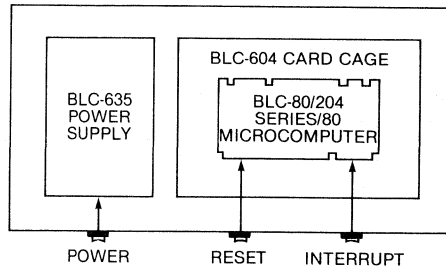 BLC-604 CARD CAGE
BLC-635
POWER
SUPPLY
BLC-80/204
SERIES/80
MICROCOMPUTER
POWER
RESET
INTERRUPT